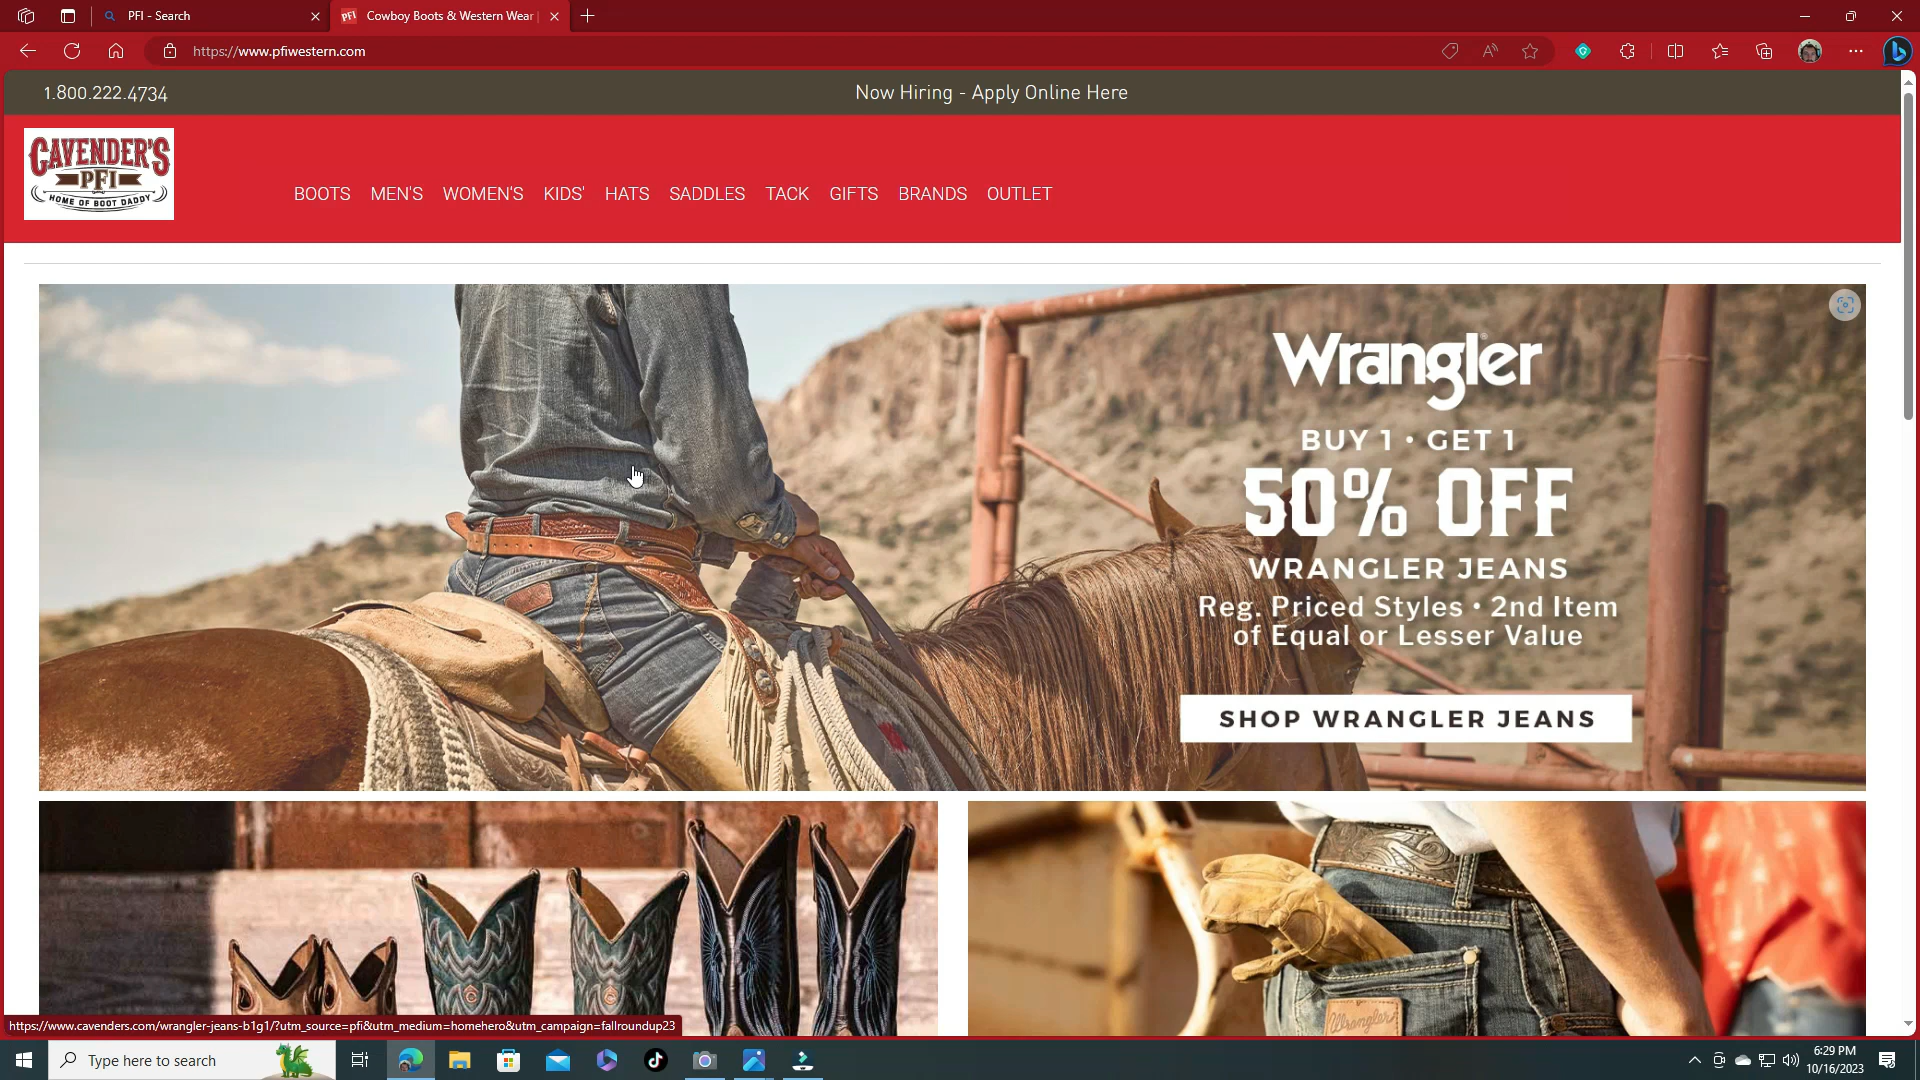 PFI - Search
Cowboy Boots & Western Wear
https://www.pfiwestern.com
1.800.222.4734
Now Hiring - Apply Online Here
CAVENDER'S
PFI
HOME OF BOOT DADDY
BOOTS MEN'S WOMEN'S KIDS' HATS SADDLES TACK GIFTS BRANDS OUTLET
Wrangler
BUY 1 • GET 1
50% OFF
WRANGLER JEANS
Reg. Priced Styles • 2nd Item
of Equal or Lesser Value
SHOP WRANGLER JEANS
Wrangler
https://www.cavenders.com/wrangler-jeans-b1g1/?utm_source=pfi&utm_medium=homehero&utm_campaign=fallroundup23
Type here to search
6:29 PM
10/16/2023